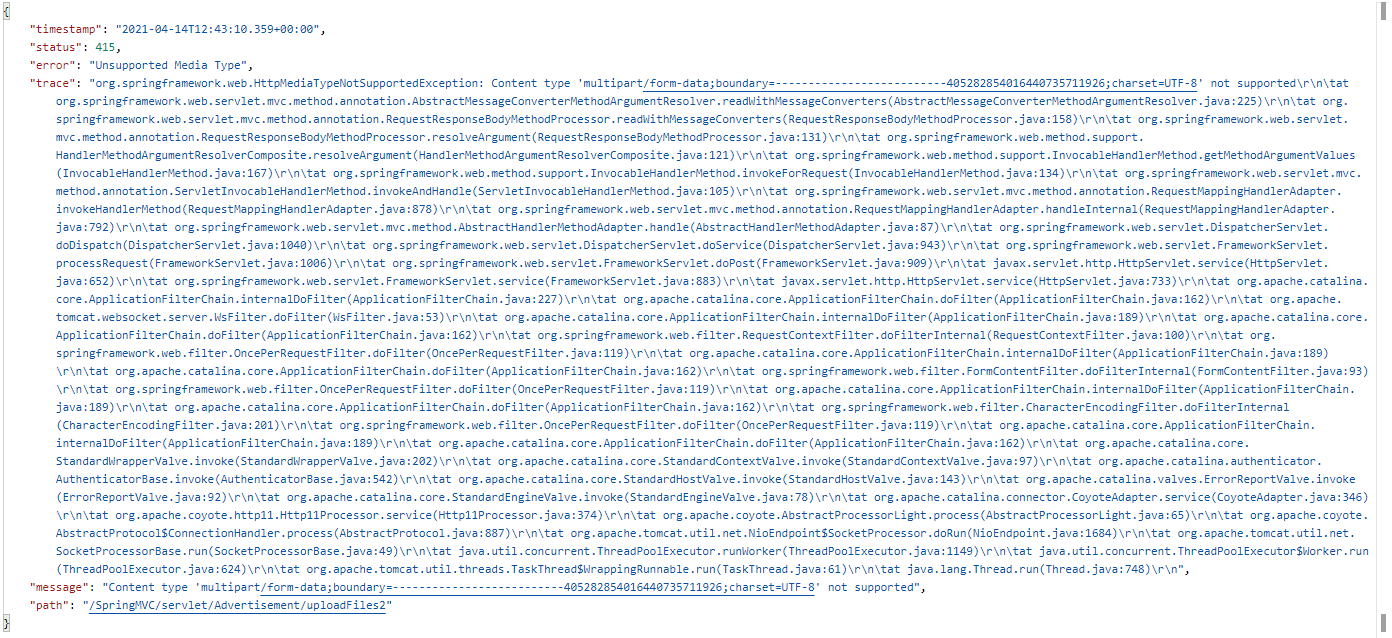 {
"timestamp": "2021-04-14T12:43:10.359+00:00",
"status": 415,
"error": "Unsupported Media Type",
"trace": "org.springframework.web.HttpMediaTypeNotSupportedException: Content type 'multipart/form-data;boundary=--------------------------405282854016440735711926;charset=UTF-8' not supported\r\n\tat
org.springframework.web.servlet.mvc.method.annotation.AbstractMessageConverterMethodArgumentResolver.readWithMessageConverters(AbstractMessageConverterMethodArgumentResolver.java:225)\r\n\tat org.
springframework.web.servlet.mvc.method.annotation.RequestResponseBodyMethodProcessor.readWithMessageConverters(RequestResponseBodyMethodProcessor.java:158)\r\n\tat org.springframework.web.servlet.
mvc.method.annotation.RequestResponseBodyMethodProcessor.resolveArgument(RequestResponseBodyMethodProcessor.java:131)\r\n\tat org.springframework.web.method.support.
HandlerMethodArgumentResolverComposite.resolveArgument(HandlerMethodArgumentResolverComposite.java:121)\r\n\tat org.springframework.web.method.support.InvocableHandlerMethod.getMethodArgumentValues
(InvocableHandlerMethod.java:167)\r\n\tat org.springframework.web.method.support.InvocableHandlerMethod.invokeForRequest(InvocableHandlerMethod.java:134)\r\n\tat org.springframework.web.servlet.mvc.
method.annotation.ServletInvocableHandlerMethod.invokeAndHandle(ServletInvocableHandlerMethod.java:105)\r\n\tat org.springframework.web.servlet.mvc.method.annotation.RequestMappingHandlerAdapter.
invokeHandlerMethod(RequestMappingHandlerAdapter.java:878)\r\n\tat org.springframework.web.servlet.mvc.method.annotation.RequestMappingHandlerAdapter.handleInternal(RequestMappingHandlerAdapter.
java:792)\r\n\tat org.springframework.web.servlet.mvc.method.AbstractHandlerMethodAdapter.handle(AbstractHandlerMethodAdapter.java:87)\r\n\tat org.springframework.web.servlet.DispatcherServlet.
doDispatch(DispatcherServlet.java:1040)\r\n\tat org.springframework.web.servlet.DispatcherServlet.doService(DispatcherServlet.java:943)\r\n\tat org.springframework.web.servlet.FrameworkServlet.
processRequest(FrameworkServlet.java:1006)\r\n\tat org.springframework.web.servlet.FrameworkServlet.doPost(FrameworkServlet.java:909)\r\n\tat javax.servlet.http.HttpServlet.service(HttpServlet.
java:652)\r\n\tat org.springframework.web.servlet.FrameworkServlet.service(FrameworkServlet.java:883)\r\n\tat javax.servlet.http.HttpServlet.service(HttpServlet.java:733)\r\n\tat org.apache.catalina.
core.ApplicationFilterChain.internalDoFilter(ApplicationFilterChain.java:227)\r\n\tat org.apache.catalina.core.ApplicationFilterChain.doFilter(ApplicationFilterChain.java:162)\r\n\tat org.apache.
tomcat.websocket.server.WsFilter.doFilter(WsFilter.java:53)\r\n\tat org.apache.catalina.core.ApplicationFilterChain.internalDoFilter(ApplicationFilterChain.java:189)\r\n\tat org.apache.catalina.core.
ApplicationFilterChain.doFilter(ApplicationFilterChain.java:162)\r\n\tat org.springframework.web.filter.RequestContextFilter.doFilterInternal(RequestContextFilter.java:100)\r\n\tat org.
springframework.web.filter.OncePerRequestFilter.doFilter(OncePerRequestFilter.java:119)\r\n\tat org.apache.catalina.core.ApplicationFilterChain.internalDoFilter(ApplicationFilterChain.java:189)
\r\n\tat org.apache.catalina.core.ApplicationFilterChain.doFilter(ApplicationFilterChain.java:162)\r\n\tat org.springframework.web.filter.FormContentFilter.doFilterInternal(FormContentFilter.java:93)
\r\n\tat org.springframework.web.filter.OncePerRequestFilter.doFilter(OncePerRequestFilter.java:119)\r\n\tat org.apache.catalina.core.ApplicationFilterChain.internalDoFilter(ApplicationFilterChain.
java:189)\r\n\tat org.apache.catalina.core.ApplicationFilterChain.doFilter(ApplicationFilterChain.java:162)\r\n\tat org.springframework.web.filter.CharacterEncodingFilter.doFilterInternal
(CharacterEncodingFilter.java:201)\r\n\tat org.springframework.web.filter.OncePerRequestFilter.doFilter(OncePerRequestFilter.java:119)\r\n\tat org.apache.catalina.core.ApplicationFilterChain.
internalDoFilter(ApplicationFilterChain.java:189)\r\n\tat org.apache.catalina.core.ApplicationFilterChain.doFilter(ApplicationFilterChain.java:162)\r\n\tat org.apache.catalina.core.
StandardWrapperValve.invoke(StandardWrapperValve.java:202)\r\n\tat org.apache.catalina.core.StandardContextValve.invoke(StandardContextValve.java:97)\r\n\tat org.apache.catalina.authenticator.
AuthenticatorBase.invoke(AuthenticatorBase.java:542)\r\n\tat org.apache.catalina.core.StandardHostValve.invoke(StandardHostValve.java:143)\r\n\tat org.apache.catalina.valves.ErrorReportValve.invoke
(ErrorReportValve.java:92)\r\n\tat org.apache.catalina.core.StandardEngineValve.invoke(StandardEngineValve.java:78)\r\n\tat org.apache.catalina.connector.CoyoteAdapter.service(CoyoteAdapter.java:346)
\r\n\tat org.apache.coyote.http11.Http11Processor.service(Http11Processor.java:374)\r\n\tat org.apache.coyote.AbstractProcessorLight.process(AbstractProcessorLight.java:65)\r\n\tat org.apache.coyote.
AbstractProtocol$ConnectionHandler.process(AbstractProtocol.java:887)\r\n\tat org.apache.tomcat.util.net.NioEndpoint$SocketProcessor.doRun(NioEndpoint.java:1684)\r\n\tat org.apache.tomcat.util.net.
SocketProcessorBase.run(SocketProcessorBase.java:49)\r\n\tat java.util.concurrent.ThreadPoolExecutor.runWorker(ThreadPoolExecutor.java:1149)\r\n\tat java.util.concurrent.ThreadPoolExecutor$Worker.run
(ThreadPoolExecutor.java:624)\r\n\tat org.apache.tomcat.util.threads.TaskThread$WrappingRunnable.run(TaskThread.java:61)\r\n\tat java.lang.Thread.run(Thread.java:748)\r\n",
"message": "Content type 'multipart/form-data;boundary=--------------------------405282854016440735711926;charset=UTF-8' not supported",
"path": "/SpringMVC/servlet/Advertisement/uploadFiles2"
}